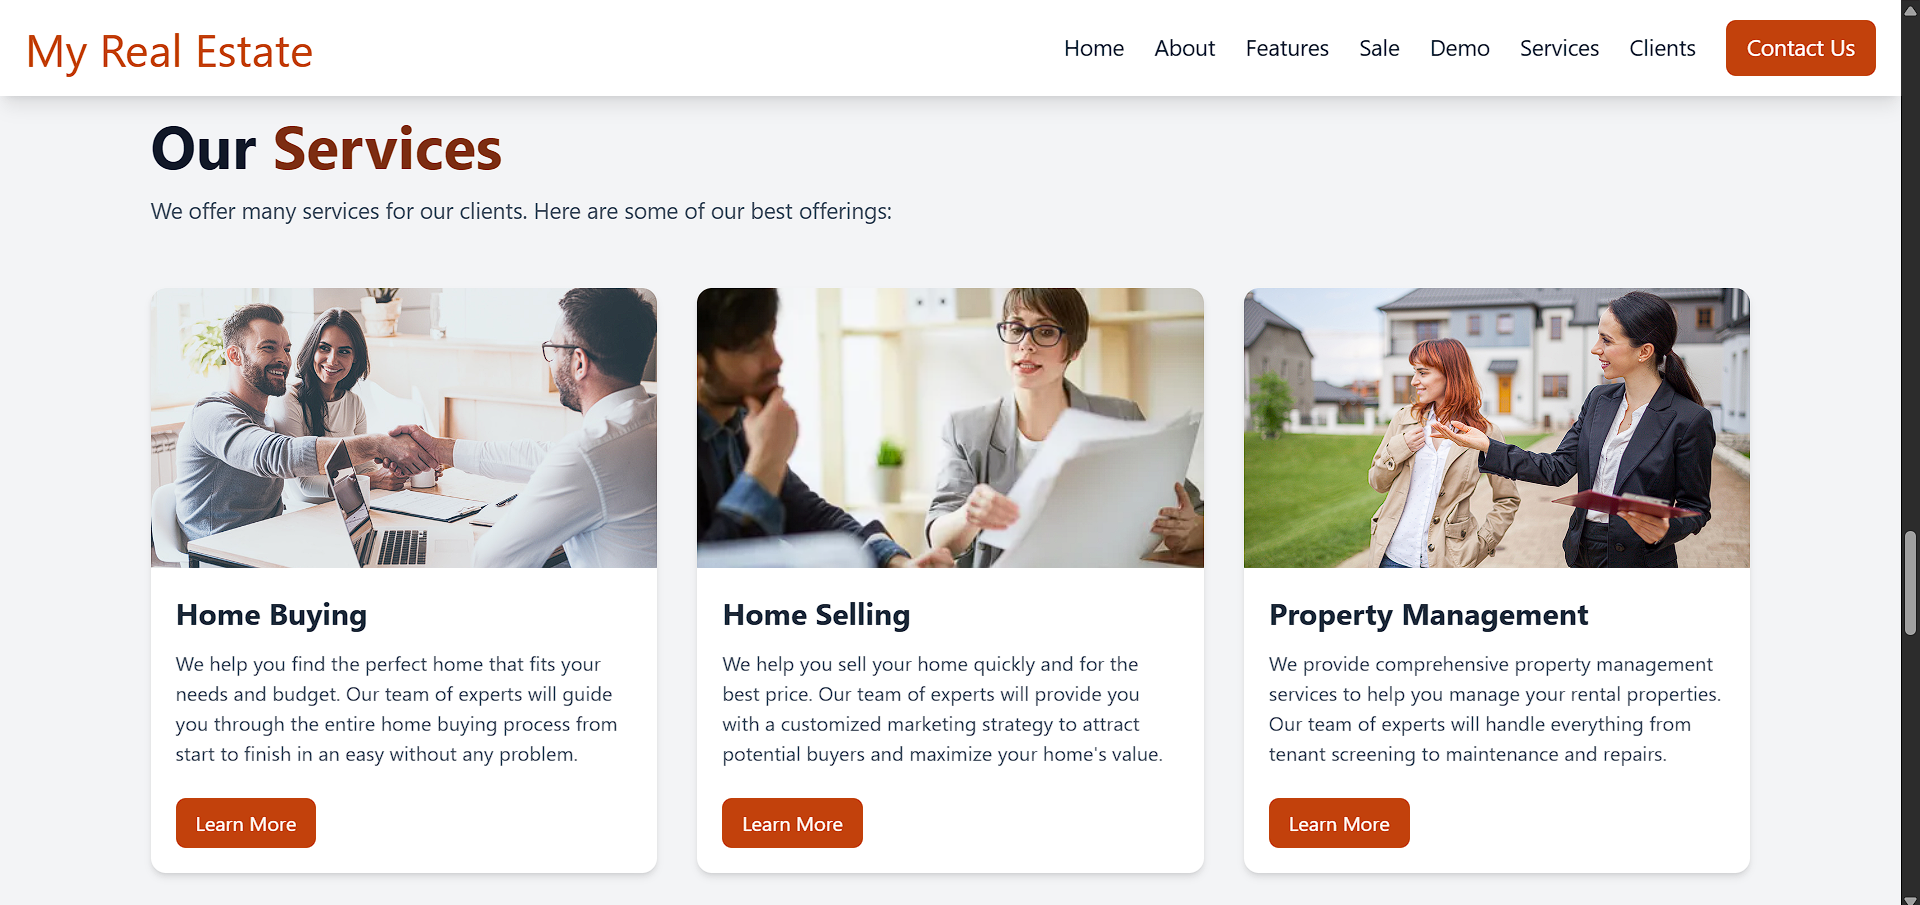 My Real Estate
Home About Features Sale Demo Services Clients Contact Us
Our Services
We offer many services for our clients. Here are some of our best offerings:
Home Buying
We help you find the perfect home that fits your
needs and budget. Our team of experts will guide
you through the entire home buying process from
start to finish in an easy without any problem.
Learn More
Home Selling
We help you sell your home quickly and for the
best price. Our team of experts will provide you
with a customized marketing strategy to attract
potential buyers and maximize your home's value.
Learn More
Property Management
We provide comprehensive property management
services to help you manage your rental properties.
Our team of experts will handle everything from
tenant screening to maintenance and repairs.
Learn More